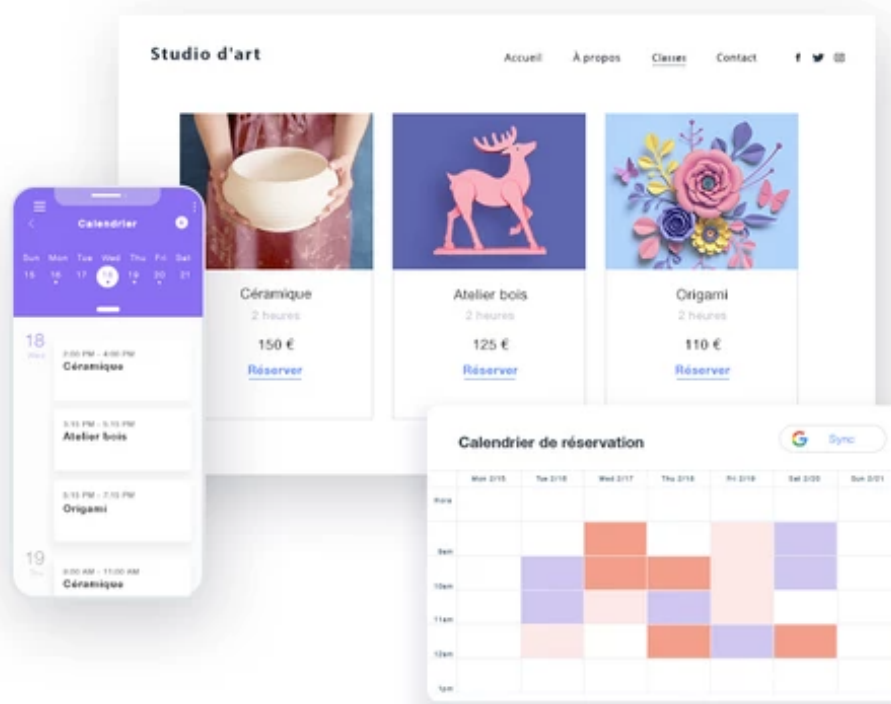 Studio d'art
Accueil À propos Classes Contact
Céramique
2 heures
150 €
Réserver
Atelier bois
2 heures
125 €
Réserver
Origami
2 heures
110 €
Réserver
Calendrier
Sun Mon Tue Wed Thu Fri Sat
15 16 17 18 19 20 21
18
Wed
2:00 PM - 4:00 PM
Céramique
3:15 PM - 5:15 PM
Atelier bois
5:15 PM - 7:15 PM
Origami
19
Thu
9:00 AM - 11:00 AM
Céramique
Calendrier de réservation
Sync
Mon 2/15 Tue 2/16 Wed 2/17 Thu 2/18 Fri 2/19 Sat 2/20 Sun 2/21
9am
10am
11am
12am
1pm